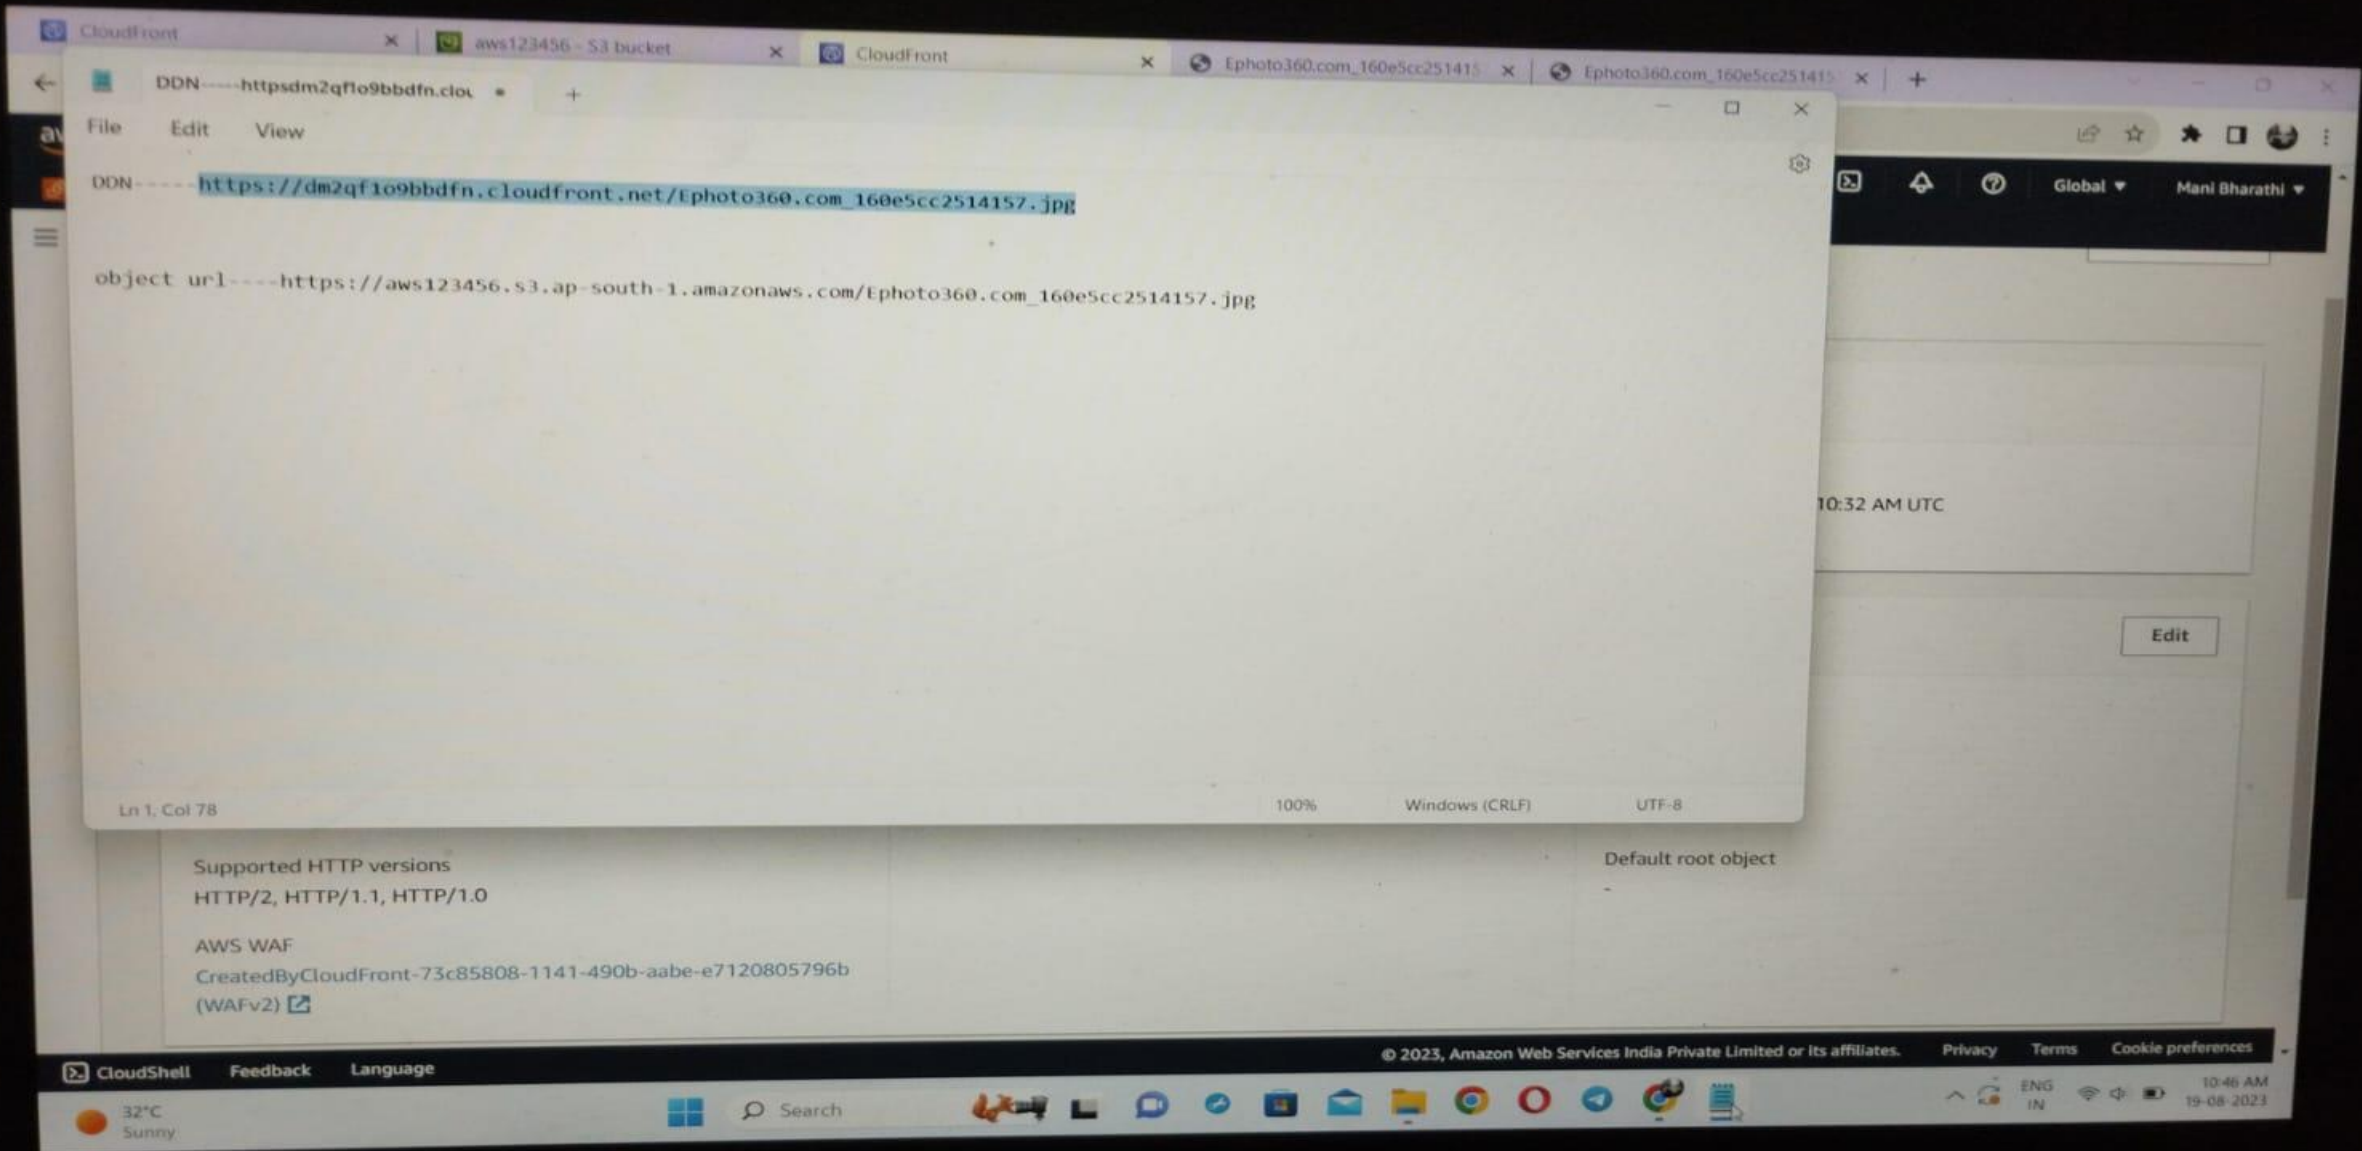 CloudFront
aws123456 - S3 bucket
CloudFront
Ephoto360.com_160e5cc251415
Ephoto360.com_160e5cc251415
DDN-----httpsdm2qf1o9bbdfn.clou
File Edit View
DDN-----https://dm2qf1o9bbdfn.cloudfront.net/Ephoto360.com_160e5cc2514157.jpg
object url----https://aws123456.s3.ap-south-1.amazonaws.com/Ephoto360.com_160e5cc2514157.jpg
Global
Mani Bharathi
10:32 AM UTC
Edit
Ln 1, Col 78
100%
Windows (CRLF)
UTF-8
Supported HTTP versions
HTTP/2, HTTP/1.1, HTTP/1.0
Default root object
-
AWS WAF
CreatedByCloudFront-73c85808-1141-490b-aabe-e7120805796b
(WAFv2)
© 2023, Amazon Web Services India Private Limited or its affiliates.
Privacy Terms Cookie preferences
CloudShell Feedback Language
32°C
Sunny
Search
ENG
IN
10:46 AM
19-08-2023